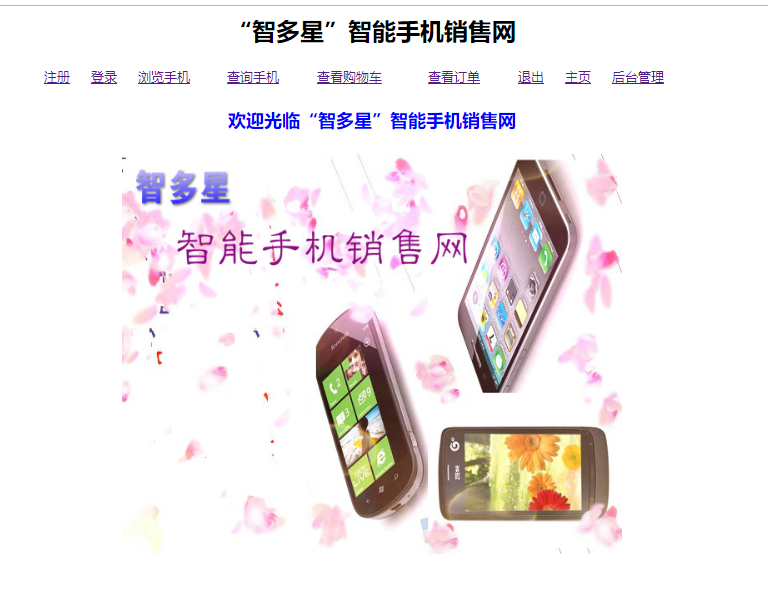 “智多星”智能手机销售网
注册 登录 浏览手机 查询手机 查看购物车 查看订单 退出 主页 后台管理
欢迎光临“智多星”智能手机销售网
智多星
智能手机销售网